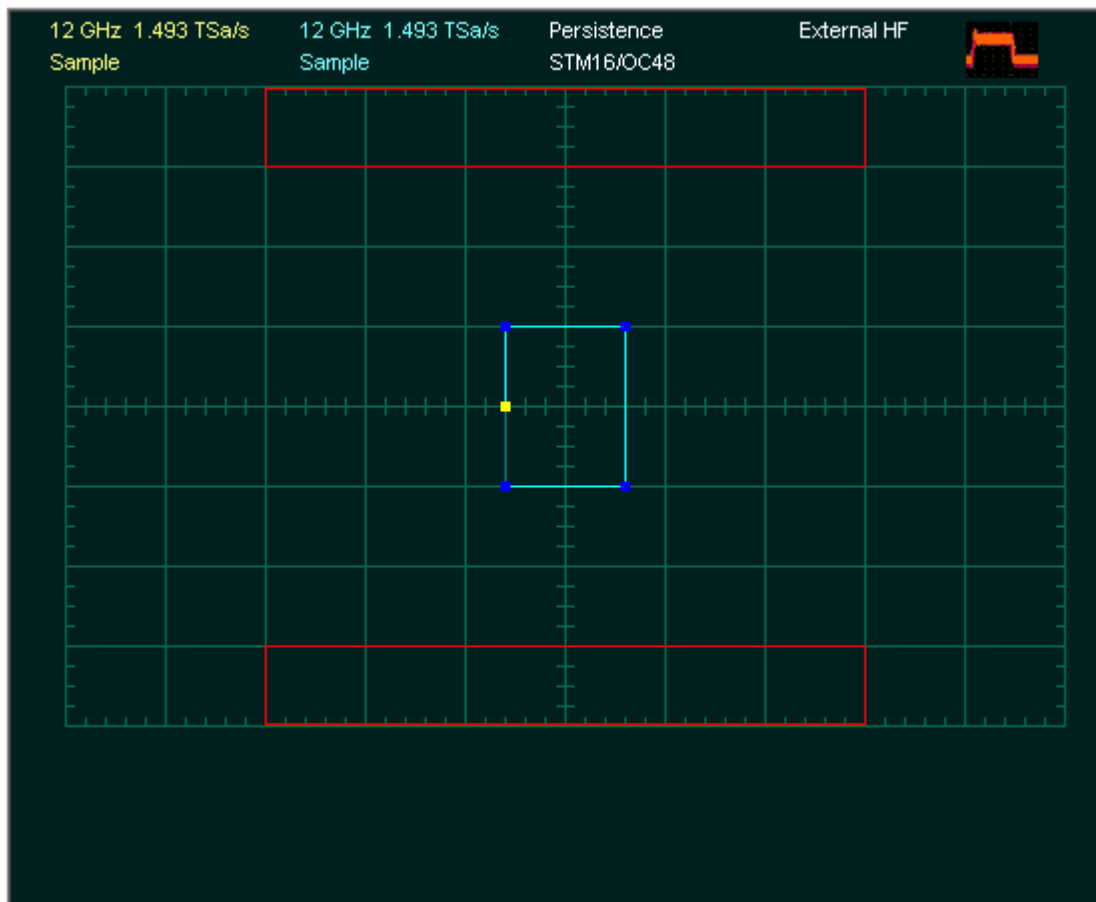 12 GHz 1.493 TSa/s 12 GHz 1.493 TSa/s Persistence External HF
Sample Sample STM16/OC48